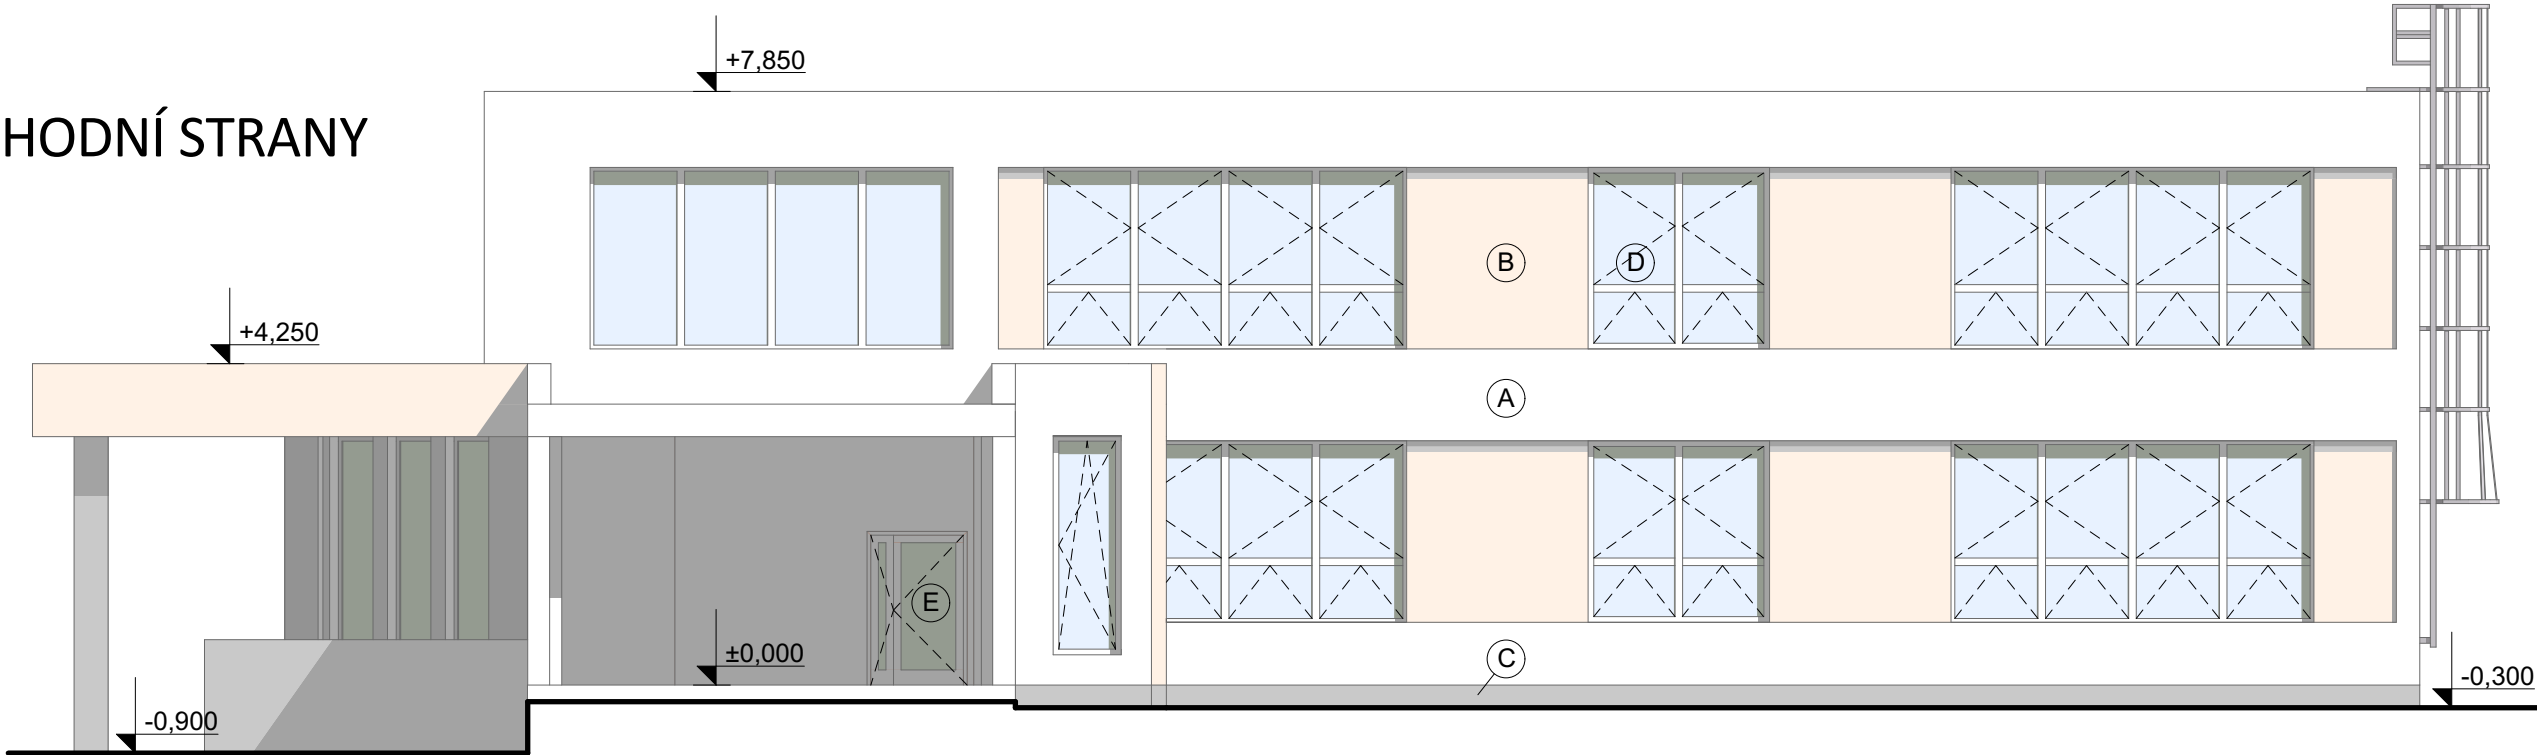 +7,850
HODNÍ STRANY
+4,250
B
D
A
E
±0,000
C
-0,300
-0,900